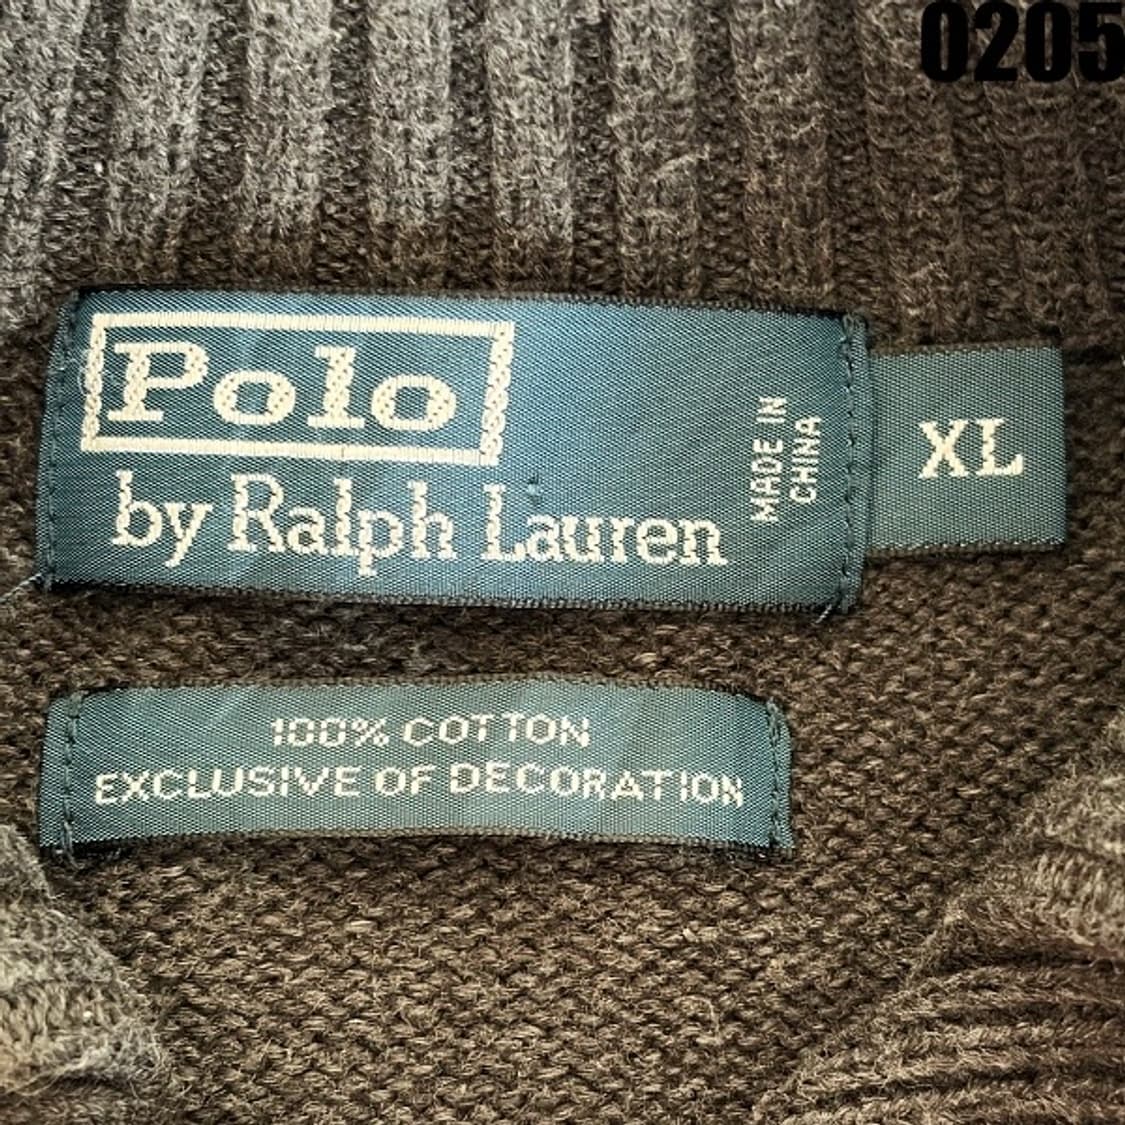 0205
Polo
by Ralph Lauren
MADE IN
CHINA
XL
100% COTTON
EXCLUSIVE OF DECORATION